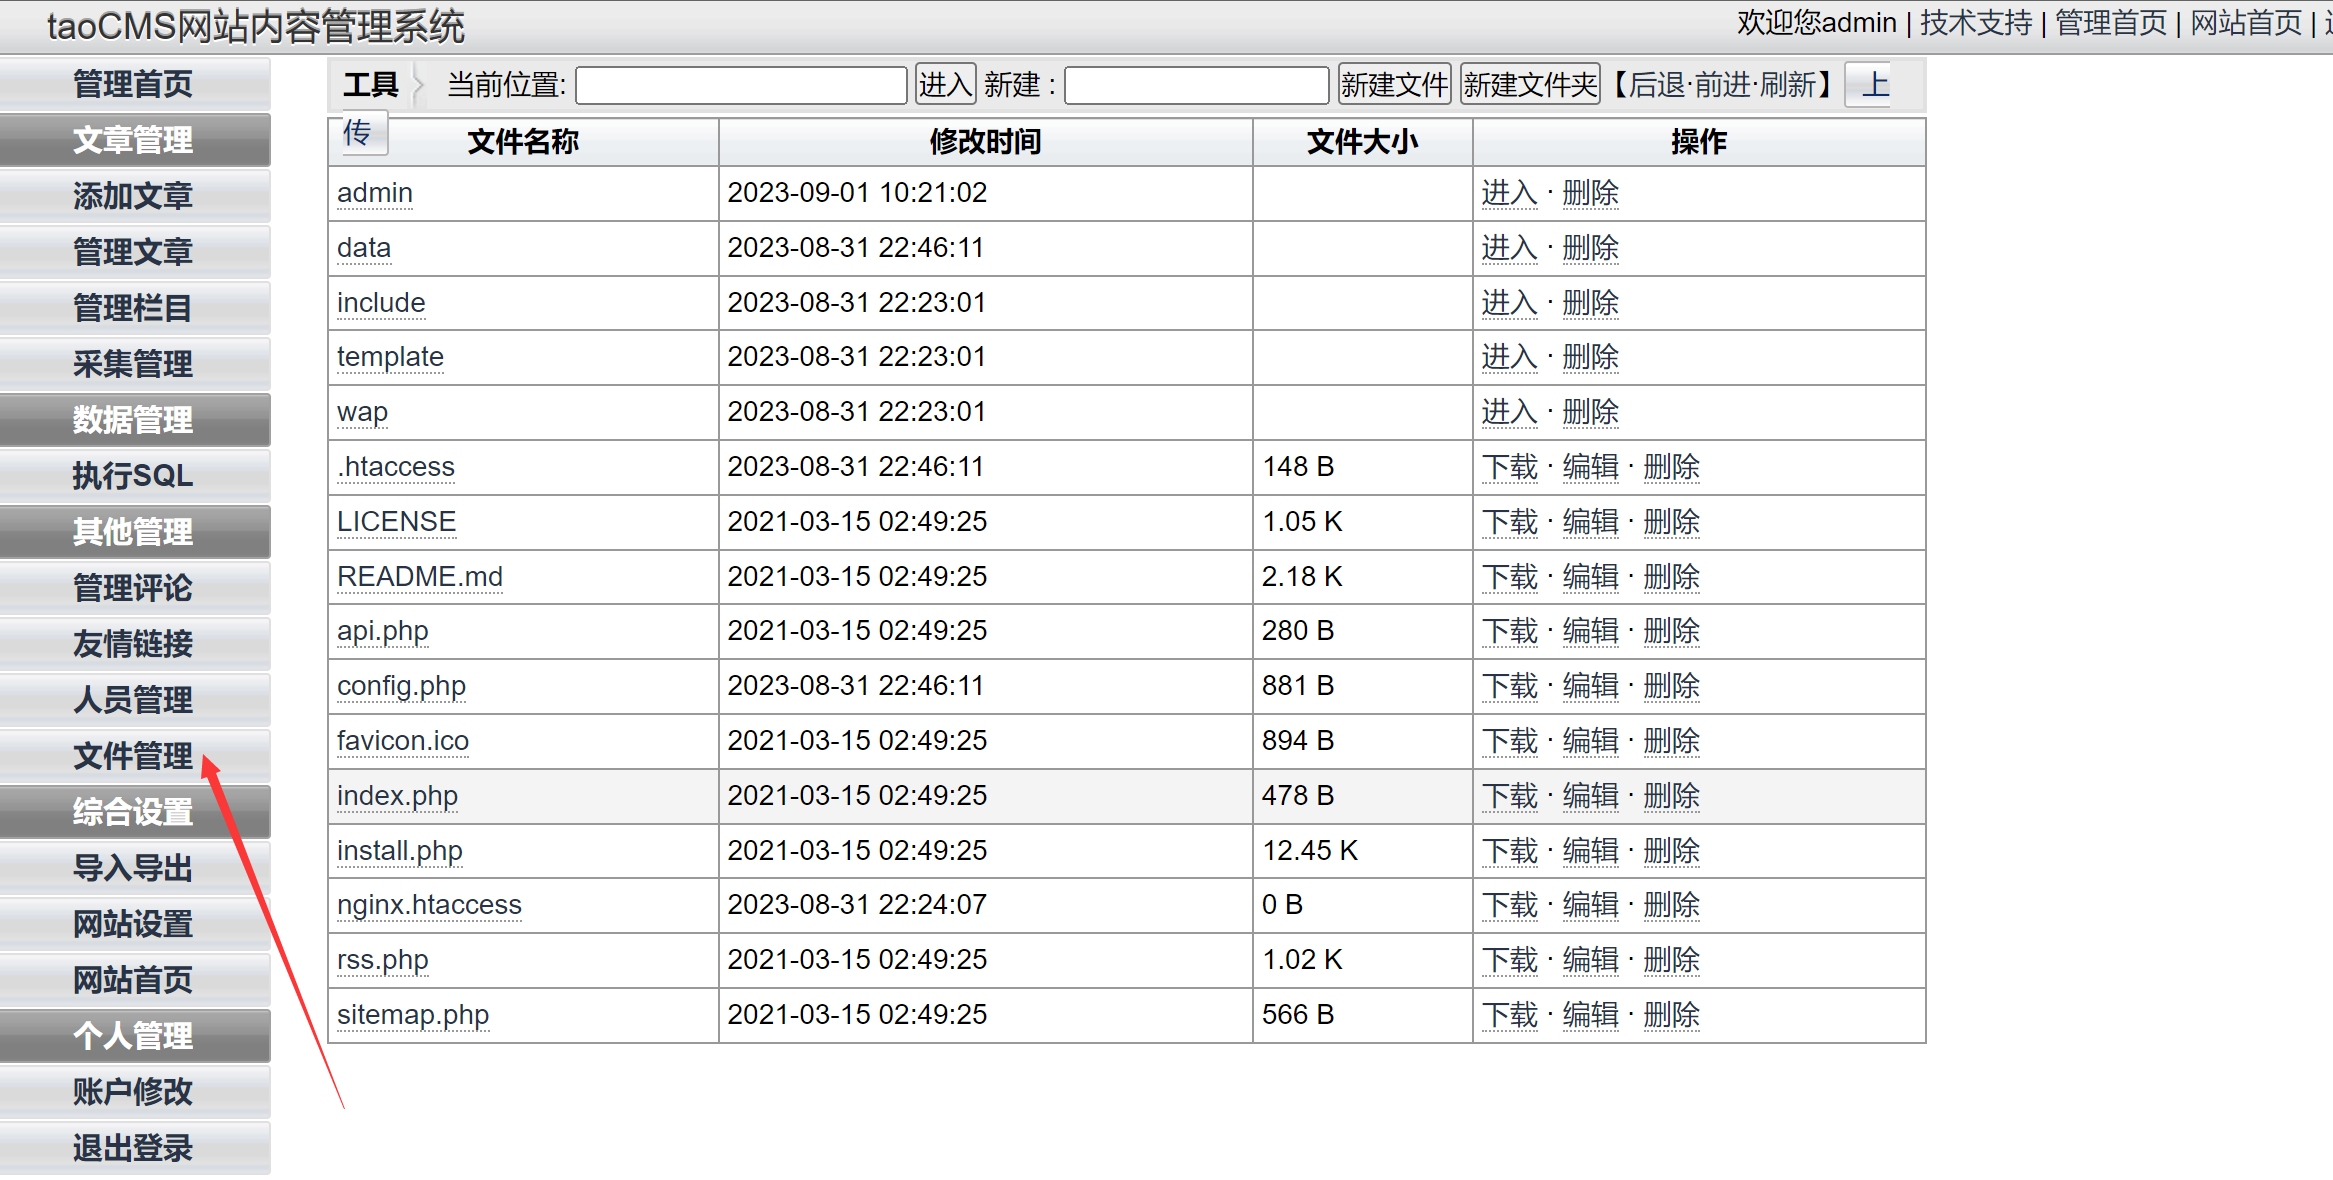 taoCMS网站内容管理系统
欢迎您admin | 技术支持 | 管理首页 | 网站首页 |
管理首页
文章管理
添加文章
管理文章
管理栏目
采集管理
数据管理
执行SQL
其他管理
管理评论
友情链接
人员管理
文件管理
综合设置
导入导出
网站设置
网站首页
个人管理
账户修改
退出登录
工具 当前位置: 进入 新建 : 新建文件 新建文件夹 【后退·前进·刷新】 上
传
文件名称 修改时间 文件大小 操作
admin 2023-09-01 10:21:02 进入 · 删除
data 2023-08-31 22:46:11 进入 · 删除
include 2023-08-31 22:23:01 进入 · 删除
template 2023-08-31 22:23:01 进入 · 删除
wap 2023-08-31 22:23:01 进入 · 删除
.htaccess 2023-08-31 22:46:11 148 B 下载 · 编辑 · 删除
LICENSE 2021-03-15 02:49:25 1.05 K 下载 · 编辑 · 删除
README.md 2021-03-15 02:49:25 2.18 K 下载 · 编辑 · 删除
api.php 2021-03-15 02:49:25 280 B 下载 · 编辑 · 删除
config.php 2023-08-31 22:46:11 881 B 下载 · 编辑 · 删除
favicon.ico 2021-03-15 02:49:25 894 B 下载 · 编辑 · 删除
index.php 2021-03-15 02:49:25 478 B 下载 · 编辑 · 删除
install.php 2021-03-15 02:49:25 12.45 K 下载 · 编辑 · 删除
nginx.htaccess 2023-08-31 22:24:07 0 B 下载 · 编辑 · 删除
rss.php 2021-03-15 02:49:25 1.02 K 下载 · 编辑 · 删除
sitemap.php 2021-03-15 02:49:25 566 B 下载 · 编辑 · 删除